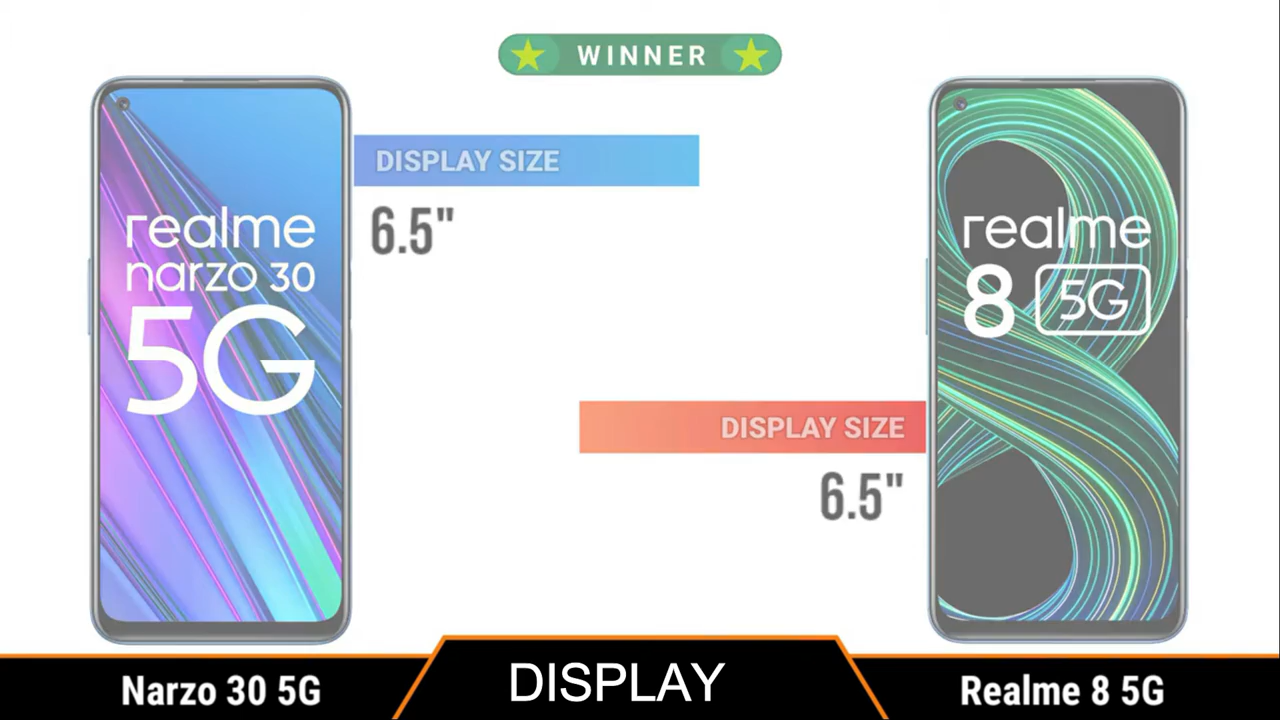 WINNER
DISPLAY SIZE
6.5"
realme
narzo 30
5G
realme
8 5G
DISPLAY SIZE
6.5"
Narzo 30 5G
DISPLAY
Realme 8 5G